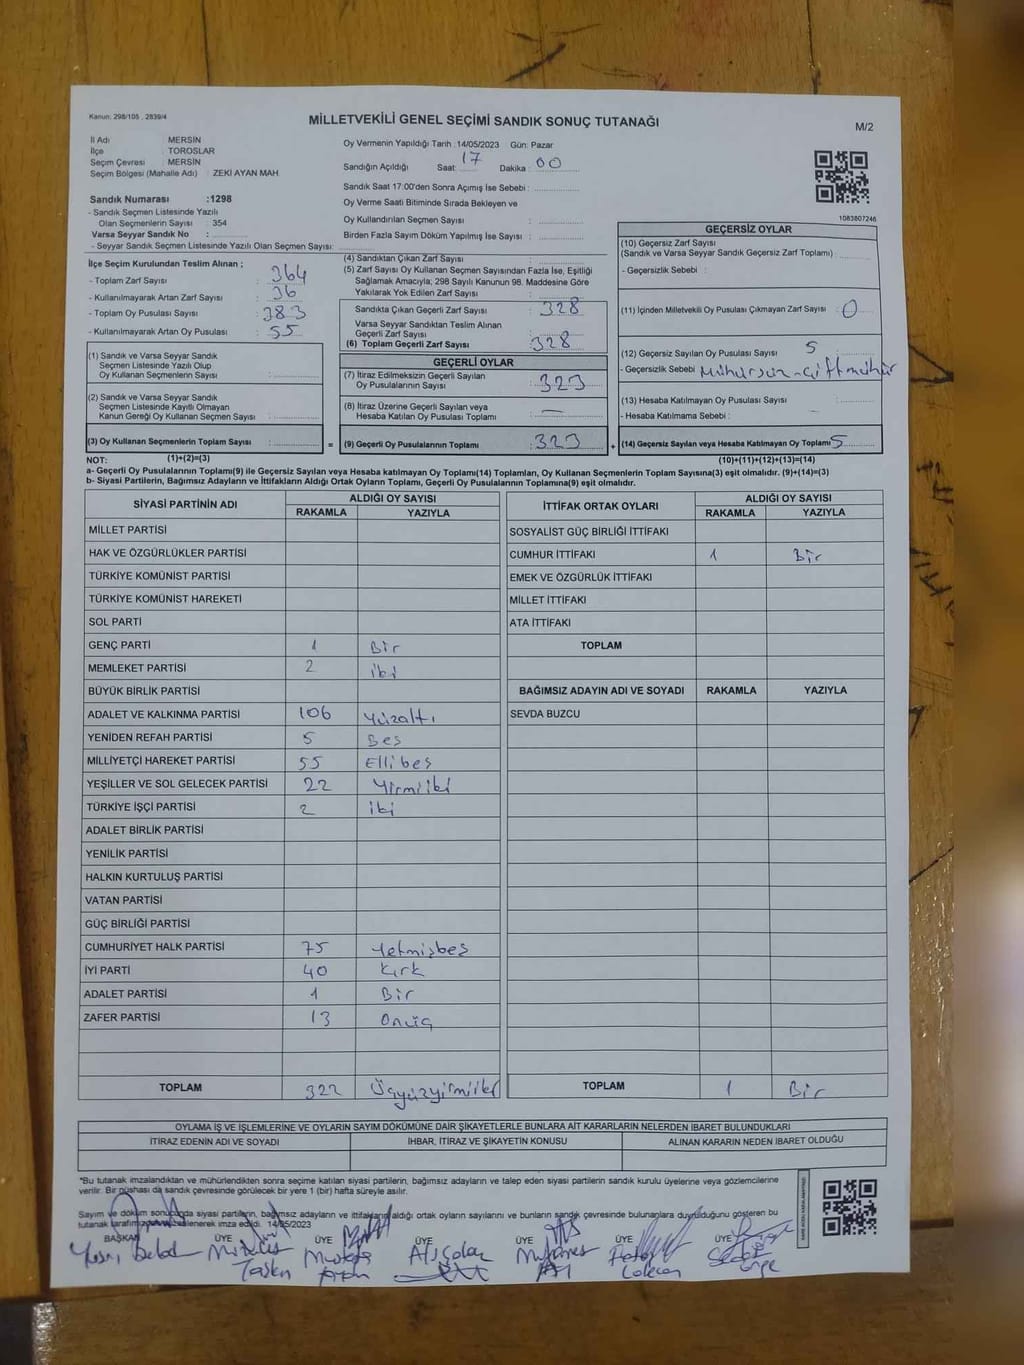 Kanun: 298/105 , 2839/4
MİLLETVEKİLİ GENEL SEÇİMİ SANDIK SONUÇ TUTANAĞI
M/2
İl Adı : MERSİN
İlçe : TOROSLAR
Seçim Çevresi : MERSİN
Seçim Bölgesi (Mahalle Adı) : ZEKİ AYAN MAH
Sandık Numarası :1298
- Sandık Seçmen Listesinde Yazılı
Olan Seçmenlerin Sayısı : 354
Varsa Seyyar Sandık No :
- Seyyar Sandık Seçmen Listesinde Yazılı Olan Seçmen Sayısı:
Oy Vermenin Yapıldığı Tarih :14/05/2023 Gün: Pazar
Sandığın Açıldığı Saat: 17 Dakika : 00
Sandık Saat 17:00'den Sonra Açılmış İse Sebebi :
Oy Verme Saati Bitiminde Sırada Bekleyen ve
Oy Kullandırılan Seçmen Sayısı :
Birden Fazla Sayım Döküm Yapılmış İse Sayısı :
1083807246
İlçe Seçim Kurulundan Teslim Alınan ;
- Toplam Zarf Sayısı : 364
- Kullanılmayarak Artan Zarf Sayısı : 36
- Toplam Oy Pusulası Sayısı : 383
- Kullanılmayarak Artan Oy Pusulası : 55
(1) Sandık ve Varsa Seyyar Sandık
Seçmen Listesinde Yazılı Olup
Oy Kullanan Seçmenlerin Sayısı :
(2) Sandık ve Varsa Seyyar Sandık
Seçmen Listesinde Kayıtlı Olmayan
Kanun Gereği Oy Kullanan Seçmen Sayısı :
(3) Oy Kullanan Seçmenlerin Toplam Sayısı :
(4) Sandıktan Çıkan Zarf Sayısı :
(5) Zarf Sayısı Oy Kullanan Seçmen Sayısından Fazla İse, Eşitliği
Sağlamak Amacıyla; 298 Sayılı Kanunun 98. Maddesine Göre
Yakılarak Yok Edilen Zarf Sayısı :
Sandıkta Çıkan Geçerli Zarf Sayısı : 328
Varsa Seyyar Sandıktan Teslim Alınan
Geçerli Zarf Sayısı :
(6) Toplam Geçerli Zarf Sayısı : 328
GEÇERLİ OYLAR
(7) İtiraz Edilmeksizin Geçerli Sayılan
Oy Pusulalarının Sayısı : 323
(8) İtiraz Üzerine Geçerli Sayılan veya
Hesaba Katılan Oy Pusulası Toplamı : —
= (9) Geçerli Oy Pusulalarının Toplamı : 323
GEÇERSİZ OYLAR
(10) Geçersiz Zarf Sayısı
(Sandık ve Varsa Seyyar Sandık Geçersiz Zarf Toplamı) :
- Geçersizlik Sebebi :
(11) İçinden Milletvekili Oy Pusulası Çıkmayan Zarf Sayısı : 0
(12) Geçersiz Sayılan Oy Pusulası Sayısı : 5
- Geçersizlik Sebebi : Mühürsüz-çift mühür
(13) Hesaba Katılmayan Oy Pusulası Sayısı :
- Hesaba Katılmama Sebebi : —
+ (14) Geçersiz Sayılan veya Hesaba Katılmayan Oy Toplamı : 5
NOT: (1)+(2)=(3) (10)+(11)+(12)+(13)=(14)
a- Geçerli Oy Pusulalarının Toplamı(9) ile Geçersiz Sayılan veya Hesaba katılmayan Oy Toplamı(14) Toplamları, Oy Kullanan Seçmenlerin Toplam Sayısına(3) eşit olmalıdır. (9)+(14)=(3)
b- Siyasi Partilerin, Bağımsız Adayların ve İttifakların Aldığı Ortak Oyların Toplamı, Geçerli Oy Pusulalarının Toplamına(9) eşit olmalıdır.
SİYASİ PARTİNİN ADI ALDIĞI OY SAYISI
RAKAMLA YAZIYLA
MİLLET PARTİSİ
HAK VE ÖZGÜRLÜKLER PARTİSİ
TÜRKİYE KOMÜNİST PARTİSİ
TÜRKİYE KOMÜNİST HAREKETİ
SOL PARTİ
GENÇ PARTİ 1 Bir
MEMLEKET PARTİSİ 2 iki
BÜYÜK BİRLİK PARTİSİ
ADALET VE KALKINMA PARTİSİ 106 Yüzaltı
YENİDEN REFAH PARTİSİ 5 Beş
MİLLİYETÇİ HAREKET PARTİSİ 55 Ellibeş
YEŞİLLER VE SOL GELECEK PARTİSİ 22 Yirmiiki
TÜRKİYE İŞÇİ PARTİSİ 2 iki
ADALET BİRLİK PARTİSİ
YENİLİK PARTİSİ
HALKIN KURTULUŞ PARTİSİ
VATAN PARTİSİ
GÜÇ BİRLİĞİ PARTİSİ
CUMHURİYET HALK PARTİSİ 75 Yetmişbeş
İYİ PARTİ 40 Kırk
ADALET PARTİSİ 1 Bir
ZAFER PARTİSİ 13 Onüç
TOPLAM 322 Üçyüzyirmiiki
İTTİFAK ORTAK OYLARI ALDIĞI OY SAYISI
RAKAMLA YAZIYLA
SOSYALİST GÜÇ BİRLİĞİ İTTİFAKI
CUMHUR İTTİFAKI 1 Bir
EMEK VE ÖZGÜRLÜK İTTİFAKI
MİLLET İTTİFAKI
ATA İTTİFAKI
TOPLAM
BAĞIMSIZ ADAYIN ADI VE SOYADI RAKAMLA YAZIYLA
SEVDA BUZCU
TOPLAM 1 Bir
OYLAMA İŞ VE İŞLEMLERİNE VE OYLARIN SAYIM DÖKÜMÜNE DAİR ŞİKAYETLERLE BUNLARA AİT KARARLARIN NELERDEN İBARET BULUNDUKLARI
İTİRAZ EDENİN ADI VE SOYADI İHBAR, İTİRAZ VE ŞİKAYETİN KONUSU ALINAN KARARIN NEDEN İBARET OLDUĞU
"Bu tutanak imzalandıktan ve mühürlendikten sonra seçime katılan siyasi partilerin, bağımsız adayların ve talep eden siyasi partilerin sandık kurulu üyelerine veya gözlemcilerine
verilir. Bir nüshası da sandık çevresinde görülecek bir yere 1 (bir) hafta süreyle asılır.
Sayım ve döküm sonucunda siyasi partilerin, bağımsız adayların ve ittifakların aldığı ortak oyların sayılarını ve bunların sandık çevresinde bulunanlara duyurulduğunu gösteren bu
tutanak tarafımızdan düzenlenerek imza edildi. 14/05/2023
BAŞKAN ÜYE ÜYE ÜYE ÜYE ÜYE ÜYE